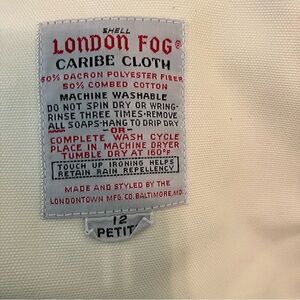 SHELL
LONDON FOG®
CARIBE CLOTH
50% DACRON POLYESTER FIBER
50% COMBED COTTON
MACHINE WASHABLE
DO NOT SPIN DRY OR WRING-
RINSE THREE TIMES-REMOVE
ALL SOAPS-HANG TO DRIP DRY
-OR-
COMPLETE WASH CYCLE
PLACE IN MACHINE DRYER
TUMBLE DRY AT 160°F
TOUCH UP IRONING HELPS
RETAIN RAIN REPELLENCY
MADE AND STYLED BY THE
LONDONTOWN MFG. CO. BALTIMORE, MD.
12
PETIT